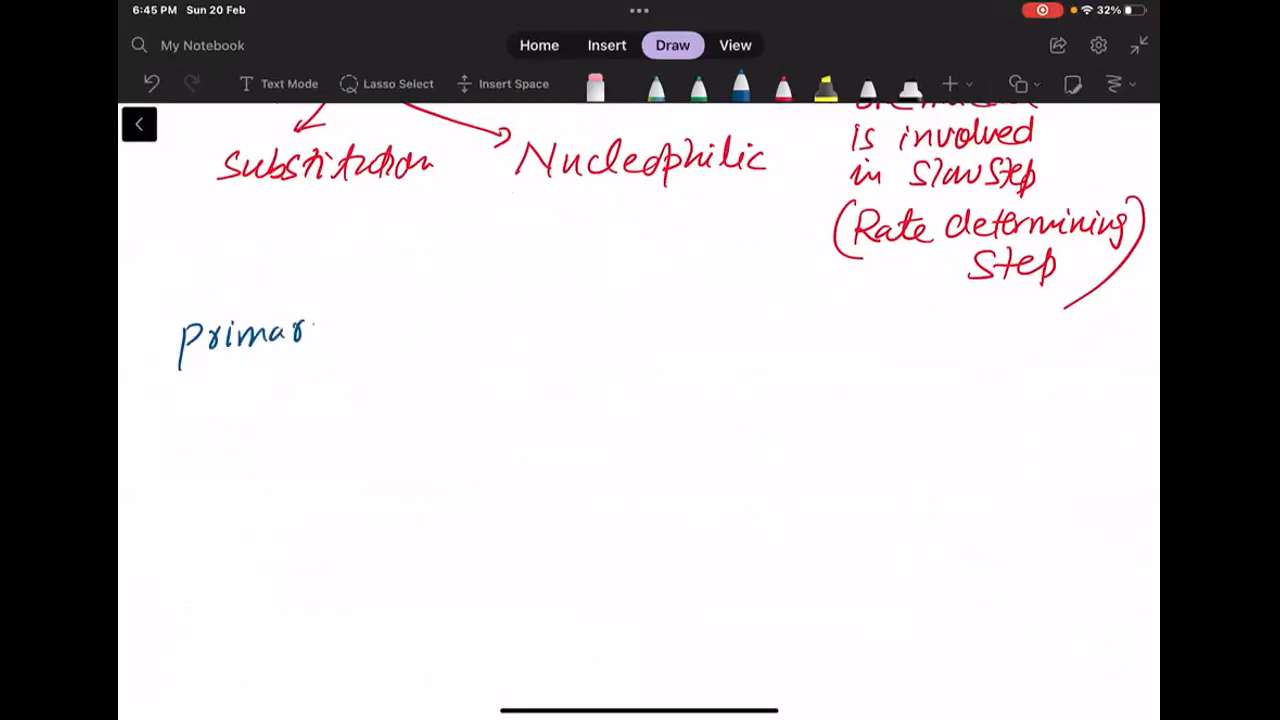 6:45 PM Sun 20 Feb
32%
My Notebook
Home Insert Draw View
Text Mode Lasso Select Insert Space
is involved
Substitution Nucleophilic
in Slow Step
(Rate determining)
Step
Primar